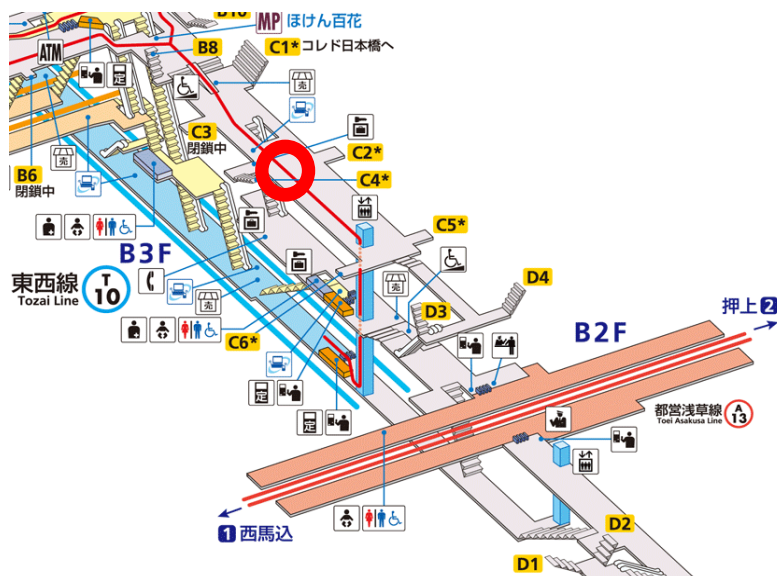 MP ほけん百花
ATM
B8
C1* コレド日本橋へ
売
定
C3
閉鎖中
C2*
B6
閉鎖中
売
C4*
C5*
B3F
東西線
Tozai Line
T
10
売
売
D4
D3
C6*
押上 2
B2F
定
定
都営浅草線
Toei Asakusa Line
A
13
1 西馬込
D2
D1